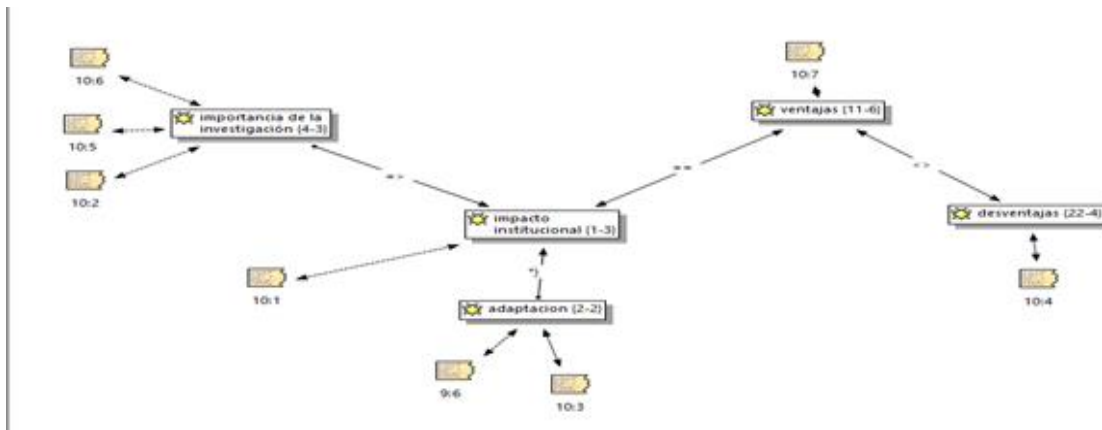 10:6
importancia de la
investigación {4-3}
10:5
10:2
10:7
ventajas {11-6}
desventajas {22-4}
10:4
impacto
institucional {1-3}
10:1
adaptacion {2-2}
9:6
10:3
==
<>
*}